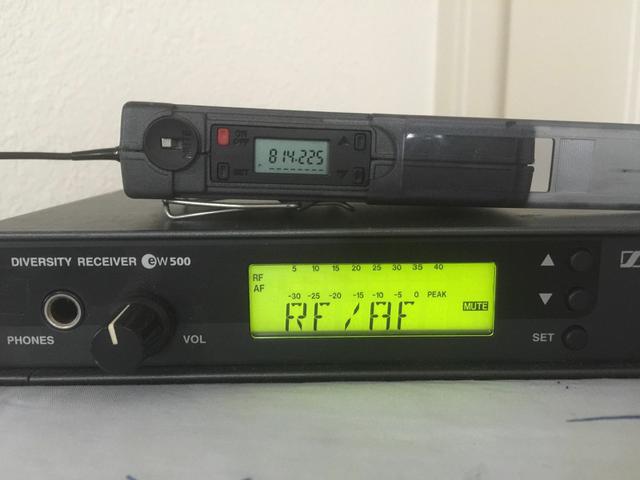 ON
OFF
814.225
SET
DIVERSITY RECEIVER ew 500
RF 5 10 15 20 25 30 35 40
AF -30 -25 -20 -15 -10 -5 0 PEAK
RF/AF MUTE
PHONES
VOL
SET